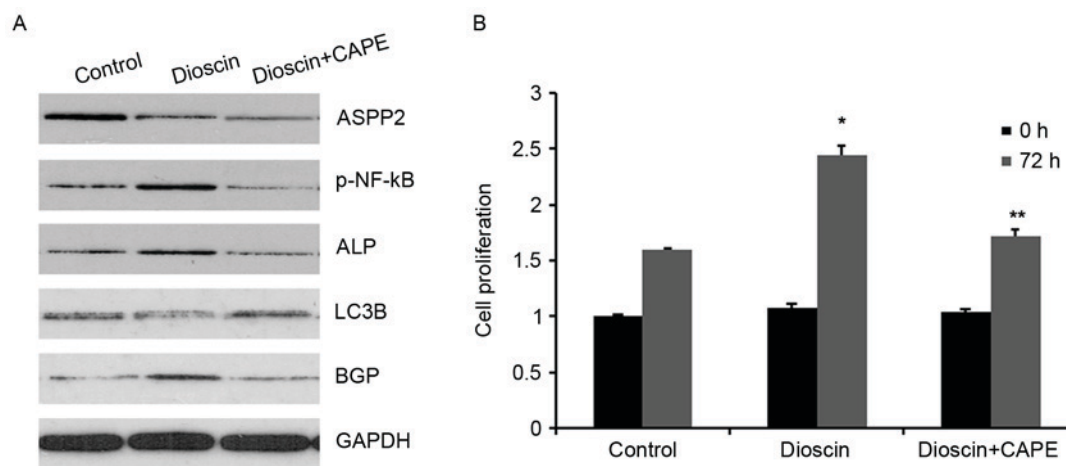 A
Control
Dioscin
Dioscin+CAPE
ASPP2
p-NF-kB
ALP
LC3B
BGP
GAPDH
B
Cell proliferation
3
2.5
2
1.5
1
0.5
0
*
**
0 h
72 h
Control
Dioscin
Dioscin+CAPE